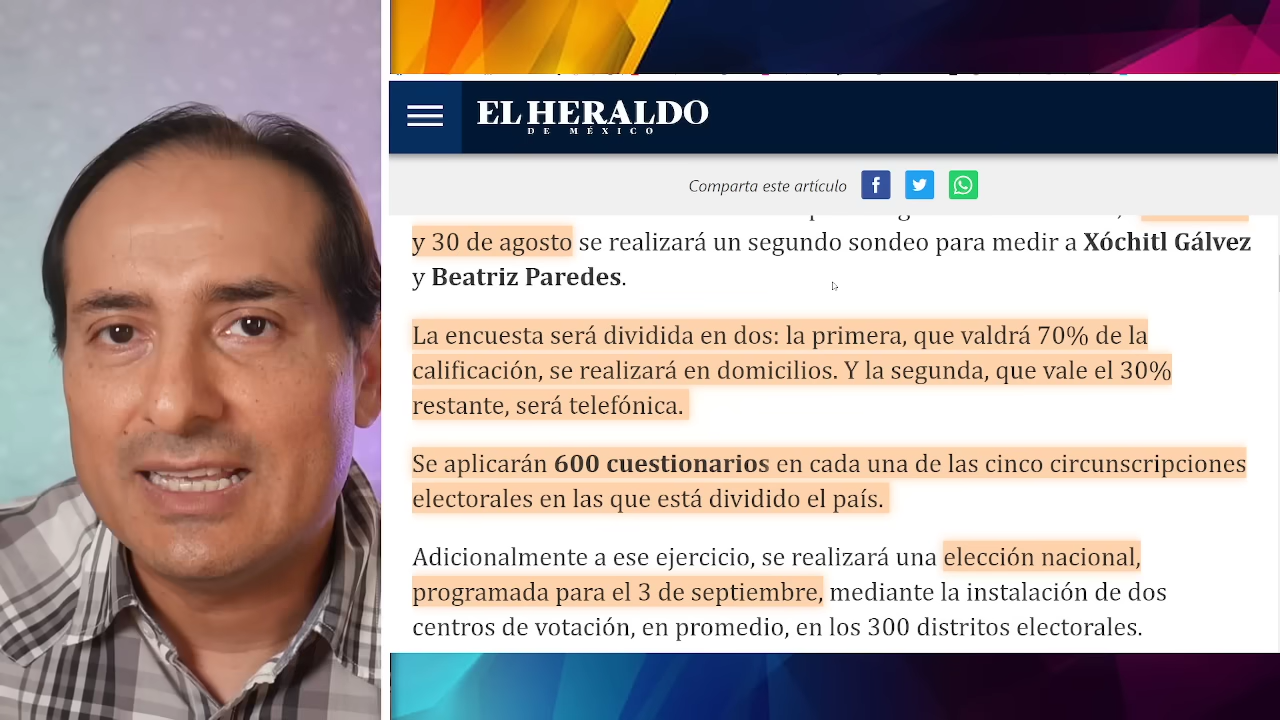 EL HERALDO
DE MÉXICO
Comparta este artículo
y 30 de agosto se realizará un segundo sondeo para medir a Xóchitl Gálvez
y Beatriz Paredes.
La encuesta será dividida en dos: la primera, que valdrá 70% de la
calificación, se realizará en domicilios. Y la segunda, que vale el 30%
restante, será telefónica.
Se aplicarán 600 cuestionarios en cada una de las cinco circunscripciones
electorales en las que está dividido el país.
Adicionalmente a ese ejercicio, se realizará una elección nacional,
programada para el 3 de septiembre, mediante la instalación de dos
centros de votación, en promedio, en los 300 distritos electorales.